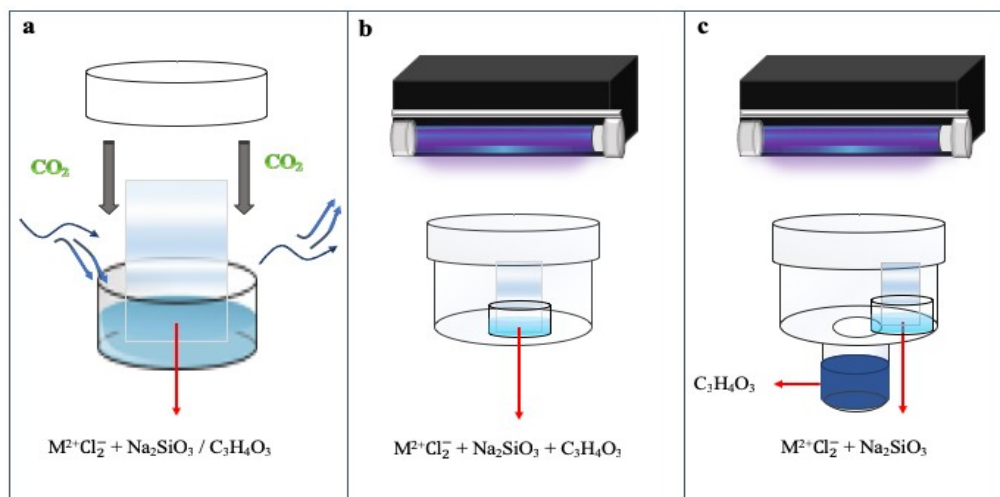 a
CO₂
CO₂
M²⁺Cl₂⁻ + Na₂SiO₃ / C₃H₄O₃
b
M²⁺Cl₂⁻ + Na₂SiO₃ + C₃H₄O₃
c
C₃H₄O₃
M²⁺Cl₂⁻ + Na₂SiO₃